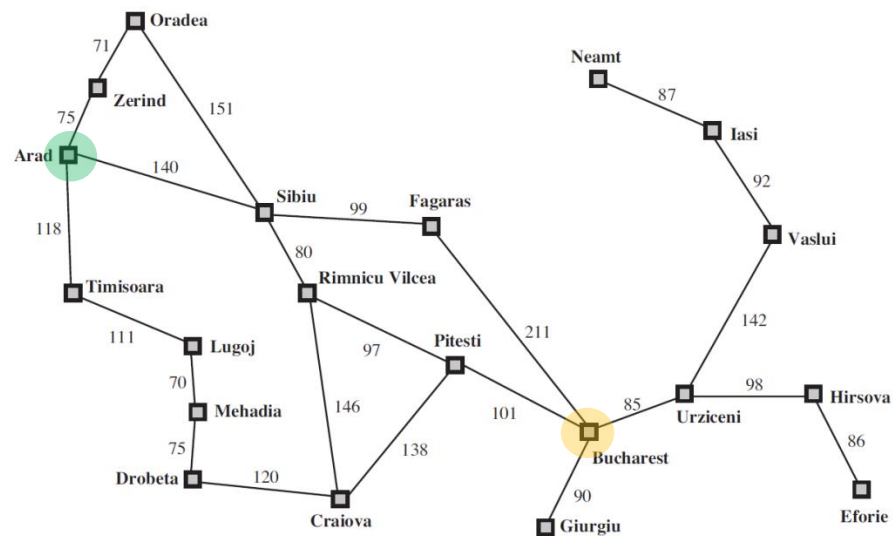 Oradea
71
Neamt
87
Zerind
151
75
Iasi
Arad
140
92
Sibiu
99
Fagaras
118
Vaslui
80
Timisoara
Rimnicu Vilcea
142
111
211
Lugoj
97
Pitesti
70
98
Hirsova
Mehadia
146
101
85
Urziceni
86
75
138
Bucharest
Drobeta
120
90
Craiova
Eforie
Giurgiu